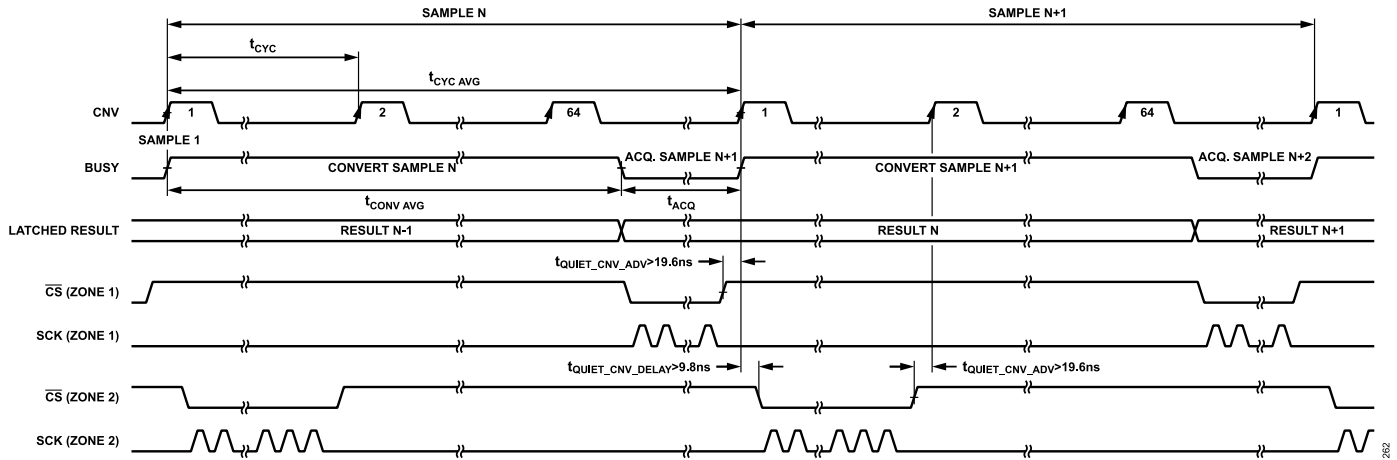 SAMPLE N
SAMPLE N+1
tCYC
tCYC AVG
CNV
1
2
64
1
2
64
1
SAMPLE 1
BUSY
CONVERT SAMPLE N
ACQ. SAMPLE N+1
CONVERT SAMPLE N+1
ACQ. SAMPLE N+2
tCONV AVG
tACQ
LATCHED RESULT
RESULT N-1
RESULT N
RESULT N+1
tQUIET_CNV_ADV>19.6ns
CS (ZONE 1)
SCK (ZONE 1)
tQUIET_CNV_DELAY>9.8ns
tQUIET_CNV_ADV>19.6ns
CS (ZONE 2)
SCK (ZONE 2)
262